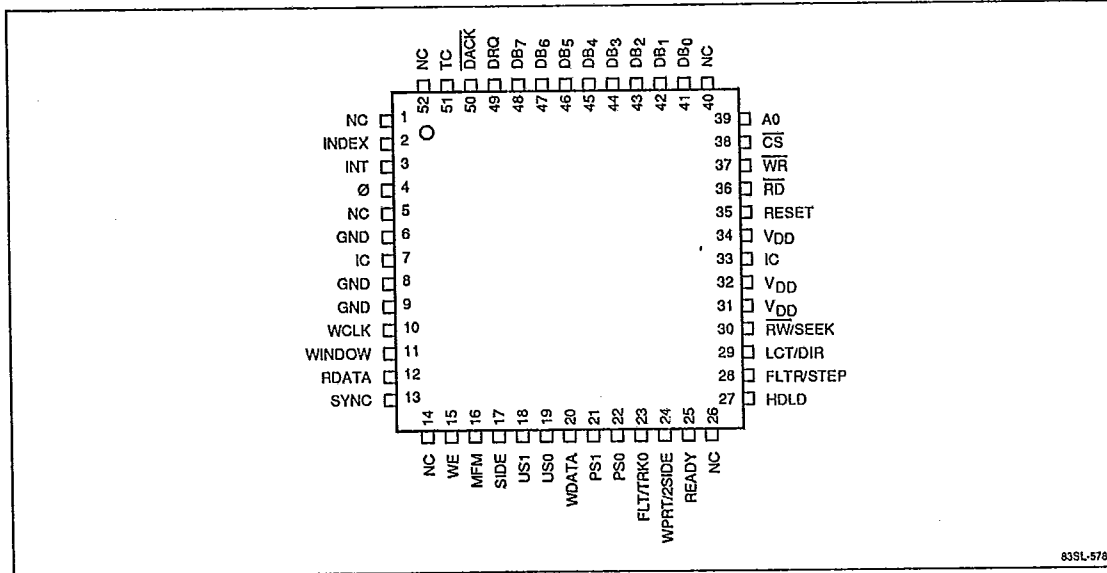 NC
TC
DACK
DRQ
DB7
DB6
DB5
DB4
DB3
DB2
DB1
DB0
NC
52
51
50
49
48
47
46
45
44
43
42
41
40
NC 1
INDEX 2
INT 3
Ø 4
NC 5
GND 6
IC 7
GND 8
GND 9
WCLK 10
WINDOW 11
RDATA 12
SYNC 13
39 A0
38 CS
37 WR
36 RD
35 RESET
34 VDD
33 IC
32 VDD
31 VDD
30 RW/SEEK
29 LCT/DIR
28 FLTR/STEP
27 HDLD
14
15
16
17
18
19
20
21
22
23
24
25
26
NC
WE
MFM
SIDE
US1
US0
WDATA
PS1
PS0
FLT/TRK0
WPRT/2SIDE
READY
NC
83SL-578